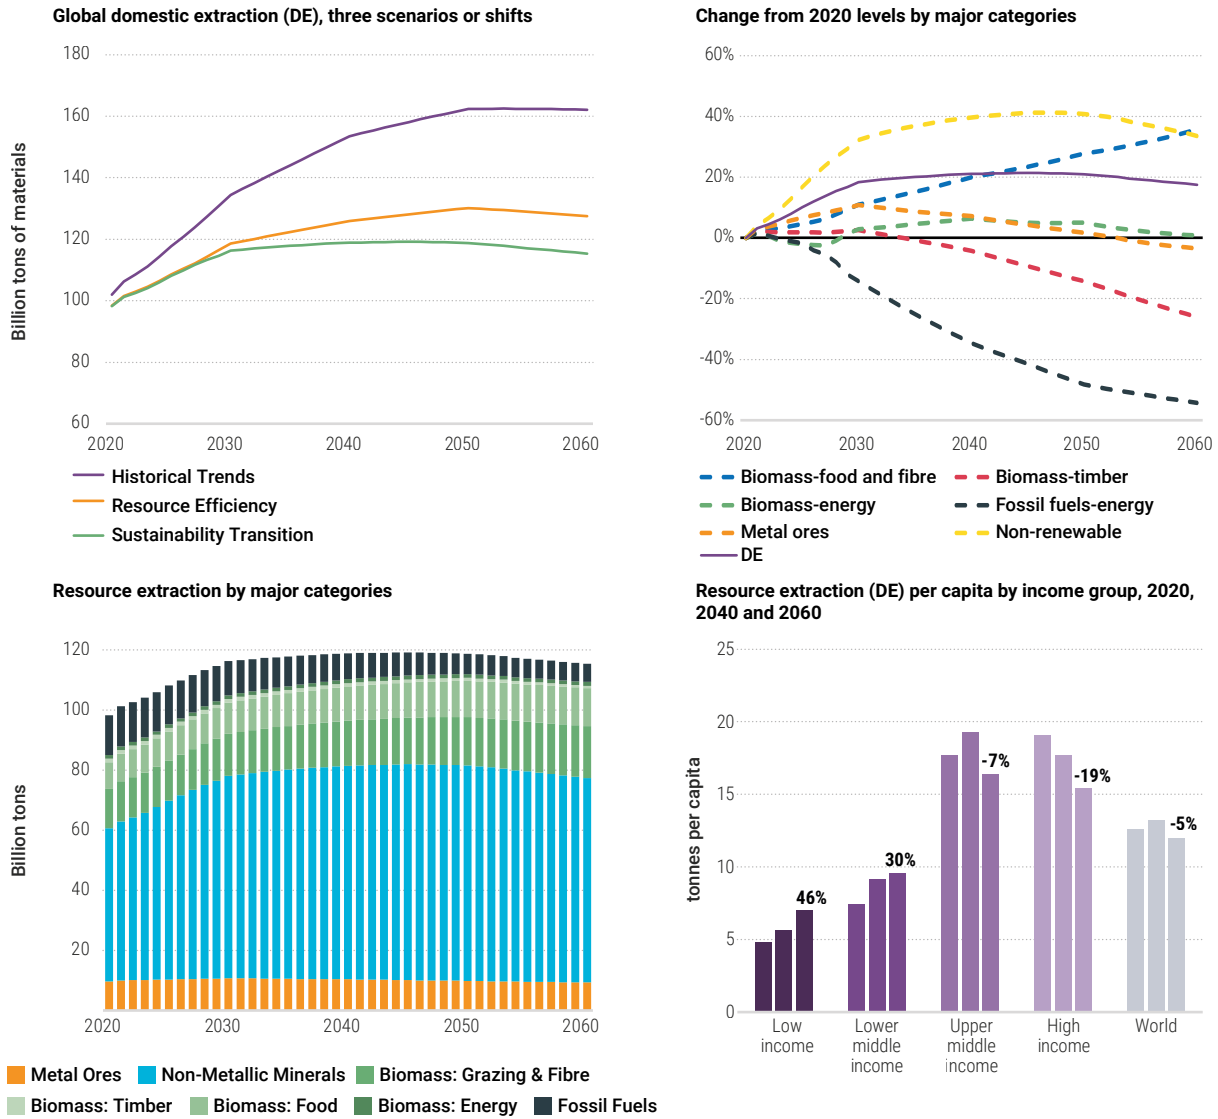 Global domestic extraction (DE), three scenarios or shifts
180
160
140
120
100
80
60
Billion tons of materials
2020 2030 2040 2050 2060
Historical Trends
Resource Efficiency
Sustainability Transition
Change from 2020 levels by major categories
60%
40%
20%
0%
-20%
-40%
-60%
2020 2030 2040 2050 2060
Biomass-food and fibre Biomass-timber
Biomass-energy Fossil fuels-energy
Metal ores Non-renewable
DE
Resource extraction by major categories
120
100
80
60
40
20
Billion tons
2020 2030 2040 2050 2060
Metal Ores Non-Metallic Minerals Biomass: Grazing & Fibre
Biomass: Timber Biomass: Food Biomass: Energy Fossil Fuels
Resource extraction (DE) per capita by income group, 2020,
2040 and 2060
25
20
15
10
5
0
tonnes per capita
46%
30%
-7%
-19%
-5%
Low
income
Lower
middle
income
Upper
middle
income
High
income
World